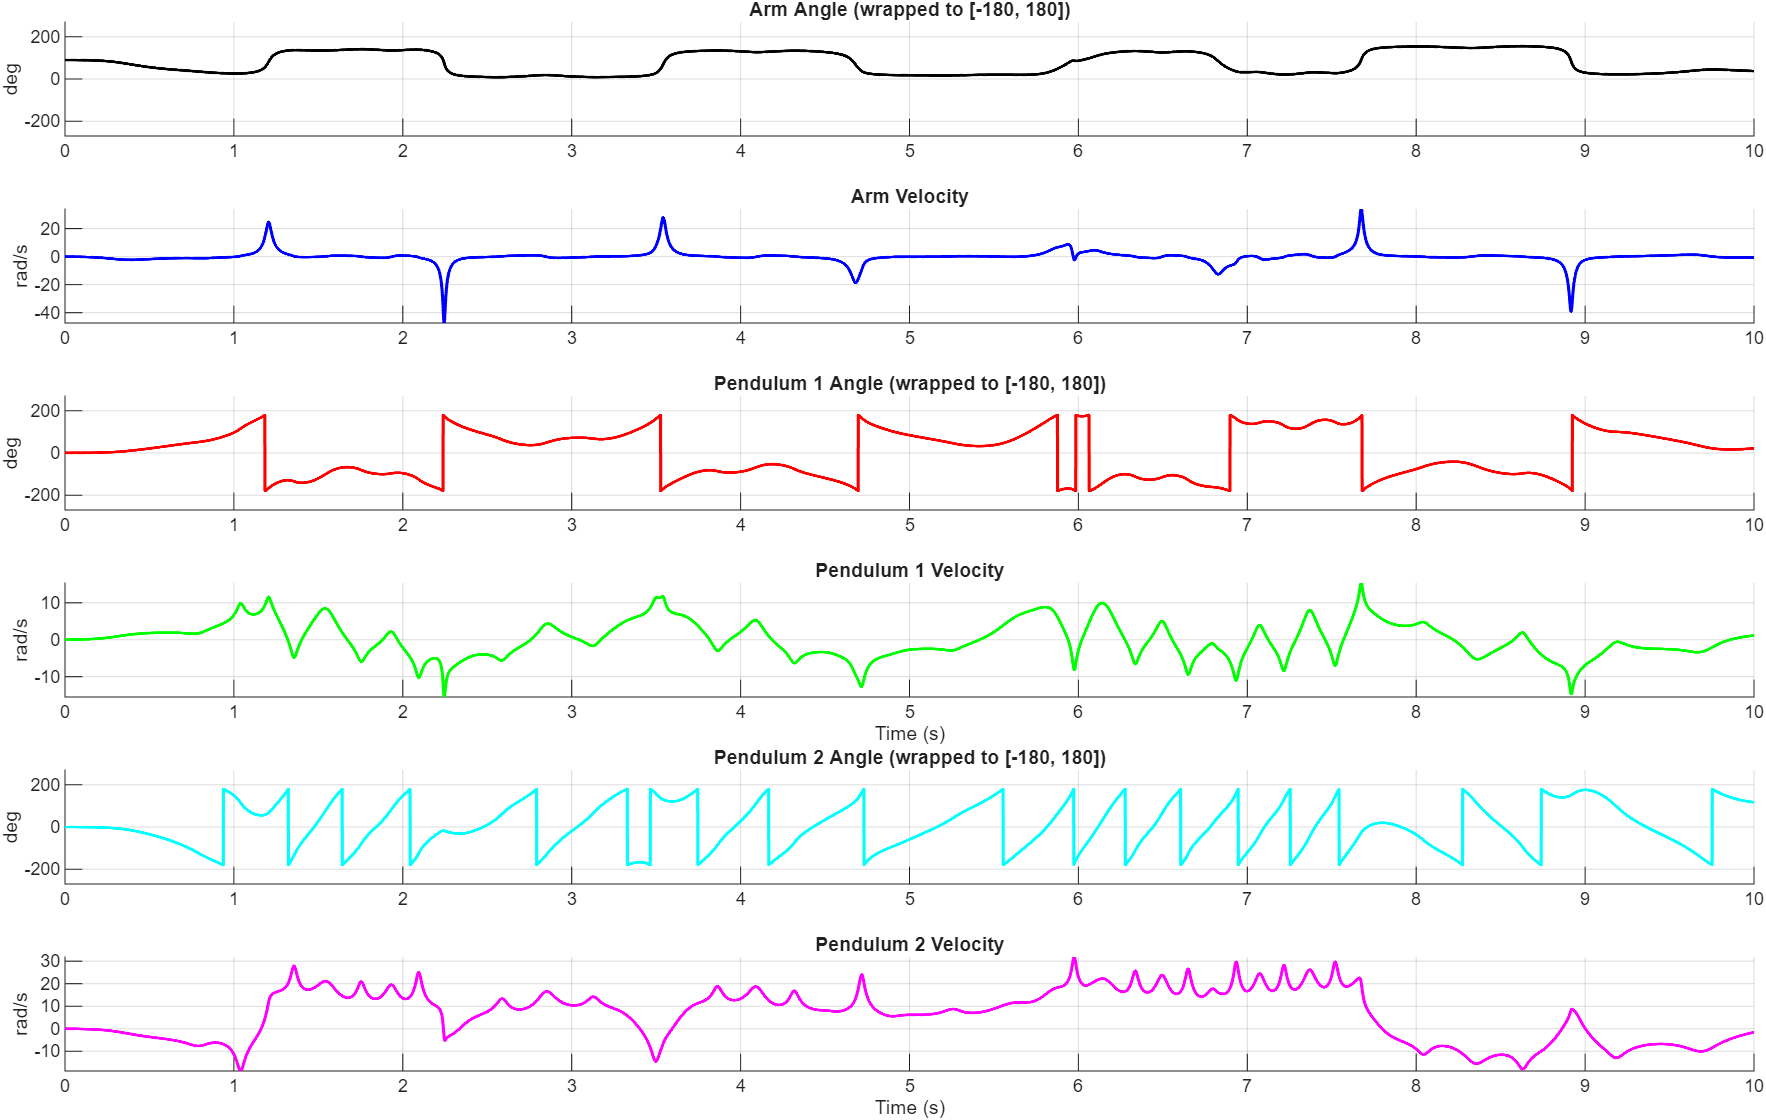 Arm Angle (wrapped to [-180, 180])
200
0
-200
deg
0 1 2 3 4 5 6 7 8 9 10
Arm Velocity
20
0
-20
-40
rad/s
0 1 2 3 4 5 6 7 8 9 10
Pendulum 1 Angle (wrapped to [-180, 180])
200
0
-200
deg
0 1 2 3 4 5 6 7 8 9 10
Pendulum 1 Velocity
10
0
-10
rad/s
0 1 2 3 4 5 6 7 8 9 10
Time (s)
Pendulum 2 Angle (wrapped to [-180, 180])
200
0
-200
deg
0 1 2 3 4 5 6 7 8 9 10
Pendulum 2 Velocity
30
20
10
0
-10
rad/s
0 1 2 3 4 5 6 7 8 9 10
Time (s)